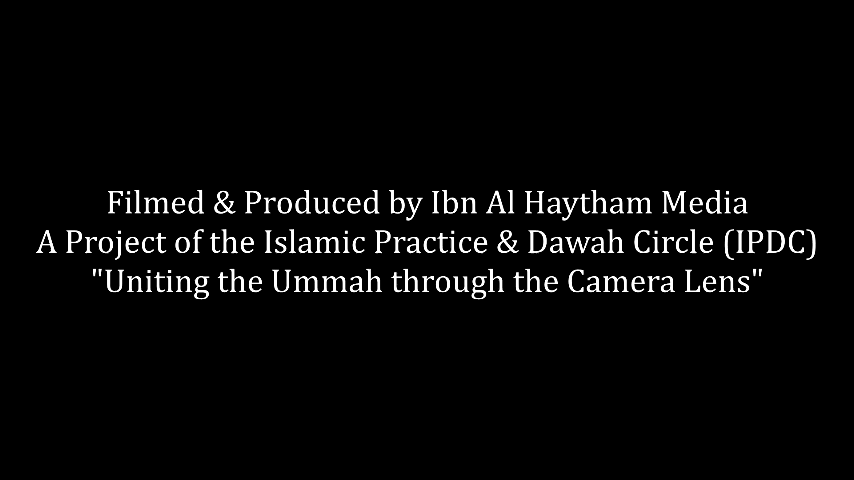 Filmed & Produced by Ibn Al Haytham Media
A Project of the Islamic Practice & Dawah Circle (IPDC)
"Uniting the Ummah through the Camera Lens"